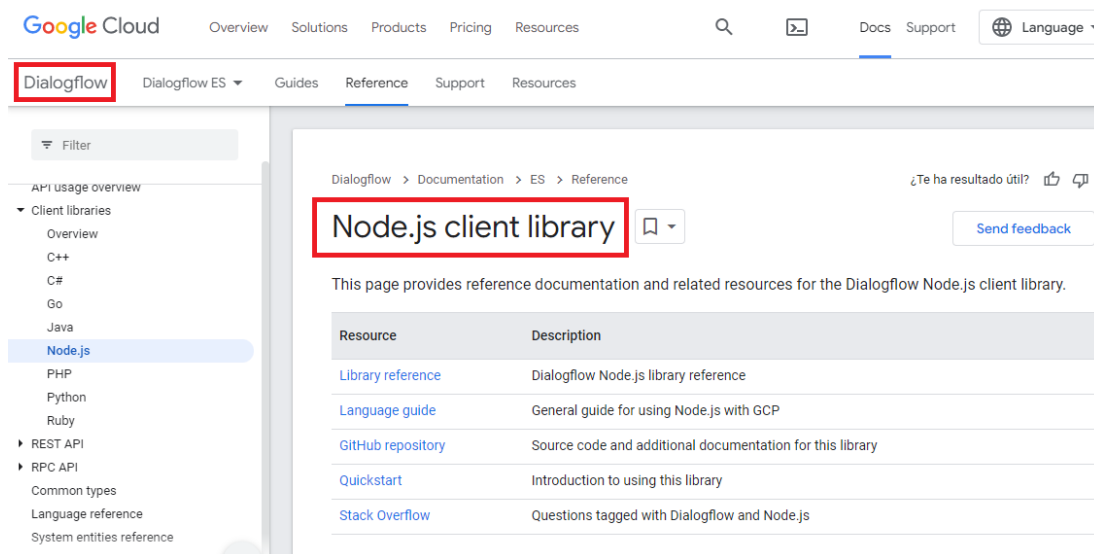 Google Cloud Overview Solutions Products Pricing Resources Docs Support Language
Dialogflow Dialogflow ES Guides Reference Support Resources
Filter
API usage overview
Client libraries
Overview
C++
C#
Go
Java
Node.js
PHP
Python
Ruby
REST API
RPC API
Common types
Language reference
System entities reference
Dialogflow > Documentation > ES > Reference
¿Te ha resultado útil?
Node.js client library
Send feedback
This page provides reference documentation and related resources for the Dialogflow Node.js client library.
Resource Description
Library reference Dialogflow Node.js library reference
Language guide General guide for using Node.js with GCP
GitHub repository Source code and additional documentation for this library
Quickstart Introduction to using this library
Stack Overflow Questions tagged with Dialogflow and Node.js